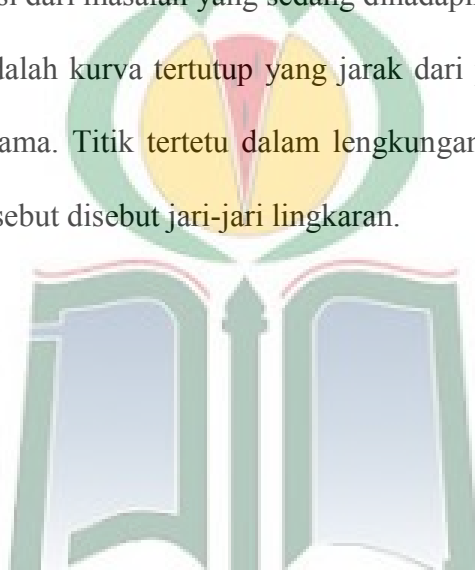 si dari masalah yang sedang dihadapin
dalah kurva tertutup yang jarak dari
ama. Titik tertetu dalam lengkungan
sebut disebut jari-jari lingkaran.